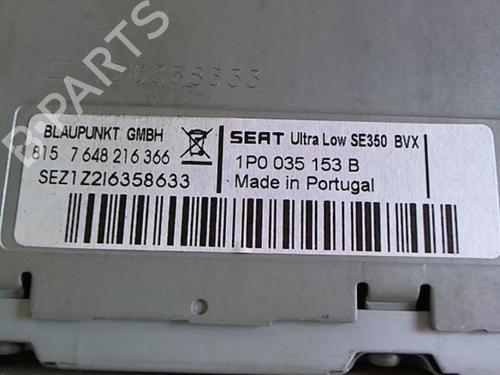 B-PARTS
BLAUPUNKT GMBH
SEAT Ultra Low SE350 BVX
815 7 648 216 366
1P0 035 153 B
SEZ1Z2I6358633
Made in Portugal